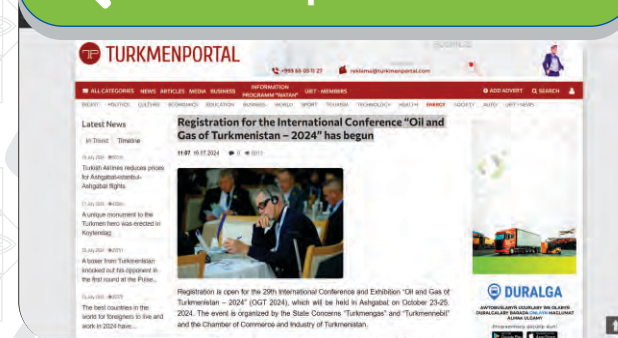 TURKMENPORTAL
reklama@turkmenportal.com
ALL CATEGORIES NEWS ARTICLES MEDIA BUSINESS INFORMATION PROGRAMM "WATAN" UIET - MEMBERS ADD ADVERT SEARCH
POLITICS CULTURE ECONOMICS EDUCATION BUSINESS WORLD SPORT TOURISM TECHNOLOGY HEALTH ENERGY SOCIETY AUTO
Latest News
In Trend Timeline
Turkish Airlines reduces prices
for Ashgabat-Istanbul-
Ashgabat flights
A unique monument to the
Turkmen hero was erected in
Koytendag
A boxer from Turkmenistan
knocked out his opponent in
the first round at the Pulse...
The best countries in the
world for foreigners to live and
work in 2024 have...
Registration for the International Conference "Oil and
Gas of Turkmenistan – 2024" has begun
11:07 16.07.2024 0
Registration is open for the 29th International Conference and Exhibition "Oil and Gas of
Turkmenistan – 2024" (OGT 2024), which will be held in Ashgabat on October 23-25,
2024. The event is organized by the State Concerns "Turkmengas" and "Turkmennebit"
and the Chamber of Commerce and Industry of Turkmenistan.
DURALGA